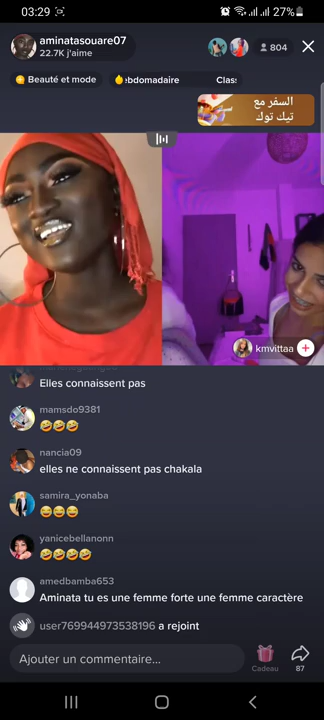 03:29
27%
aminatasouare07
22.7K j'aime
804
Beauté et mode
ebdomadaire
Clas
السفر مع
تيك توك
kmvittaa
Elles connaissent pas
mamsdo9381
🤣🤣🤣
nancia09
elles ne connaissent pas chakala
samira_yonaba
😂😂😂
yanicebellanonn
🤣🤣🤣🤣
amedbamba653
Aminata tu es une femme forte une femme caractère
user769944973538196 a rejoint
Ajouter un commentaire...
Cadeau
87